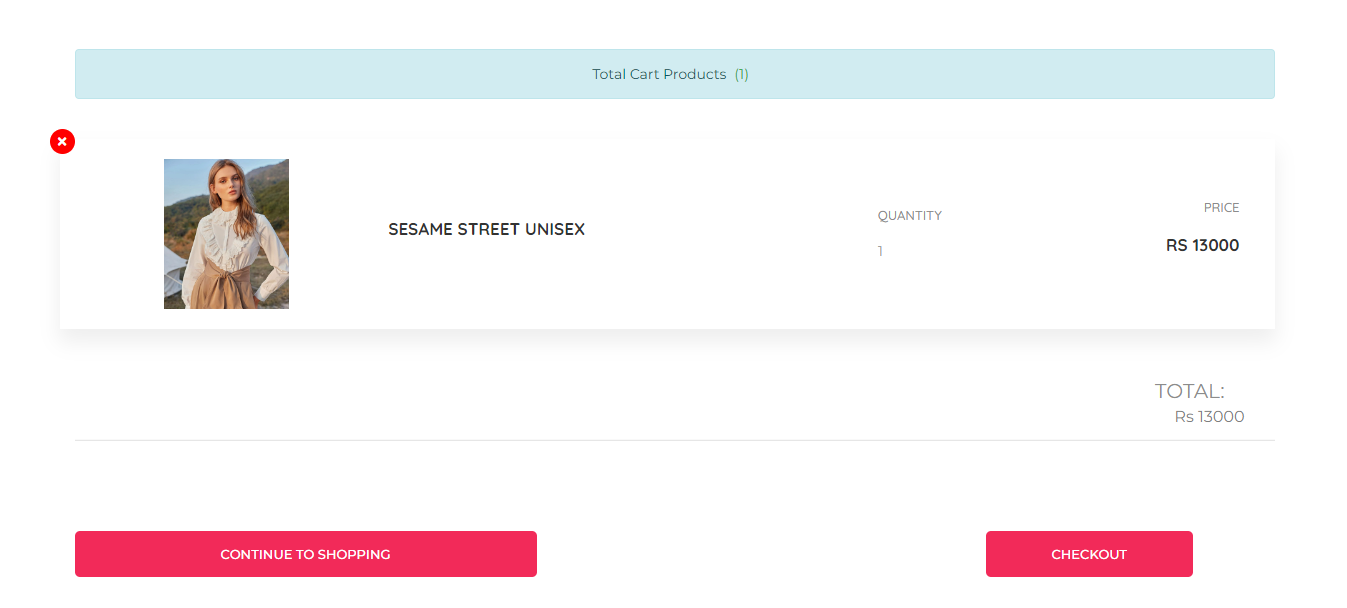 Total Cart Products (1)
SESAME STREET UNISEX
QUANTITY
1
PRICE
RS 13000
TOTAL:
Rs 13000
CONTINUE TO SHOPPING
CHECKOUT